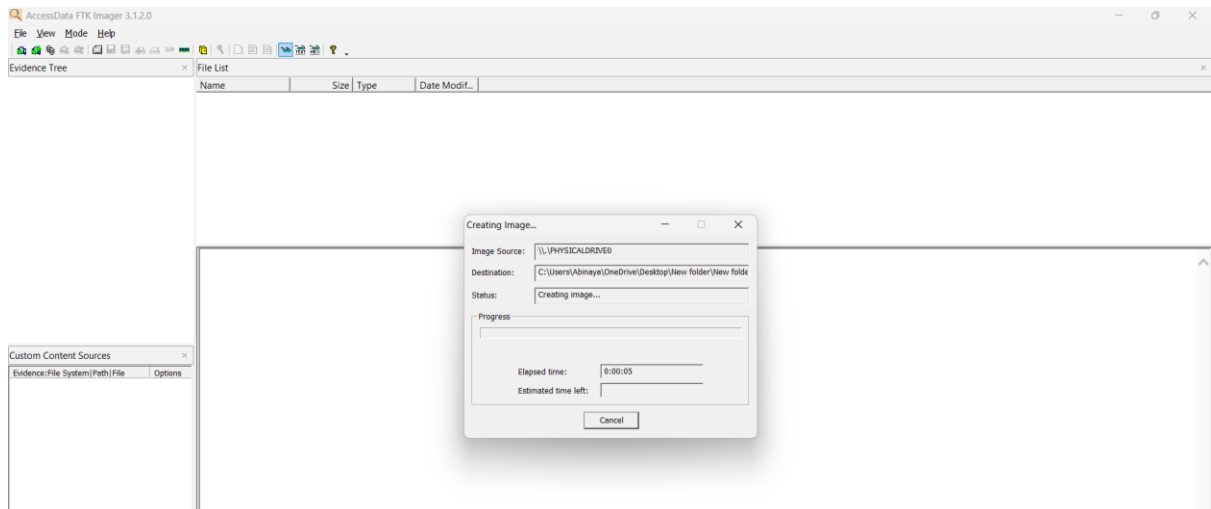 AccessData FTK Imager 3.1.2.0
File View Mode Help
Evidence Tree
File List
Name Size Type Date Modif...
Creating Image...
Image Source: \\.\PHYSICALDRIVE0
Destination: C:\Users\Abinaya\OneDrive\Desktop\New folder\New folde
Status: Creating image...
Progress
Elapsed time: 0:00:05
Estimated time left:
Cancel
Custom Content Sources
Evidence:File System|Path|File Options